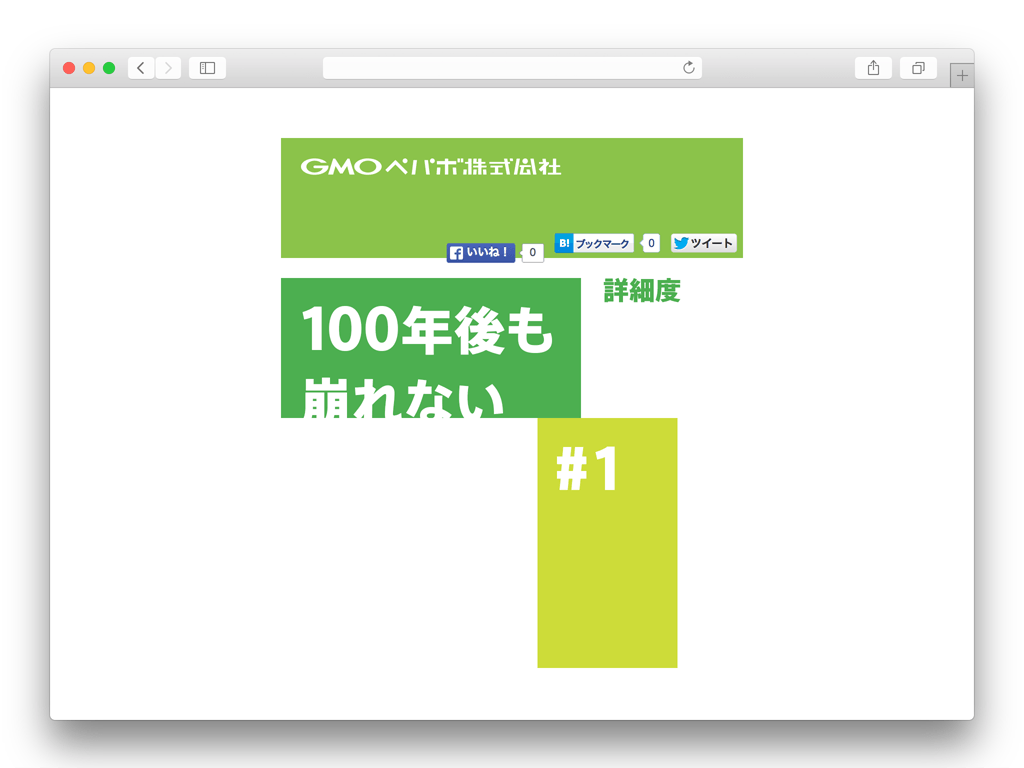 GMOペパボ株式会社
いいね！ 0
B! ブックマーク 0
ツイート
100年後も
崩れない
詳細度
#1